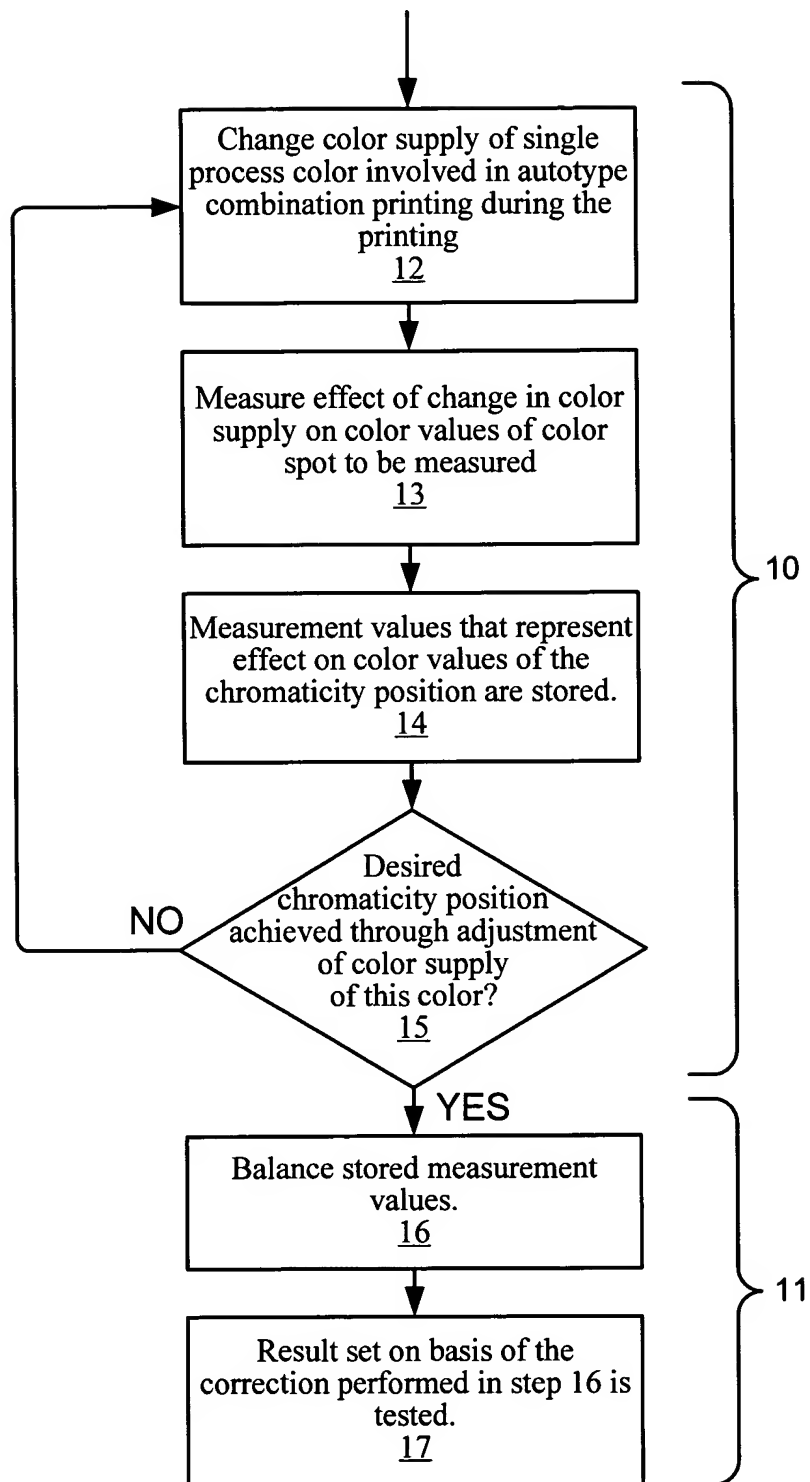 Change color supply of single
process color involved in autotype
combination printing during the
printing
12
Measure effect of change in color
supply on color values of color
spot to be measured
13
Measurement values that represent
effect on color values of the
chromaticity position are stored.
14
10
Desired
chromaticity position
achieved through adjustment
of color supply
of this color?
15
NO
YES
Balance stored measurement
values.
16
11
Result set on basis of the
correction performed in step 16 is
tested.
17